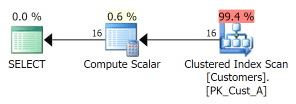 0.0 %
0.6 %
99.4 %
16
16
SELECT
Compute Scalar
Clustered Index Scan
[Customers].
[PK_Cust_A]